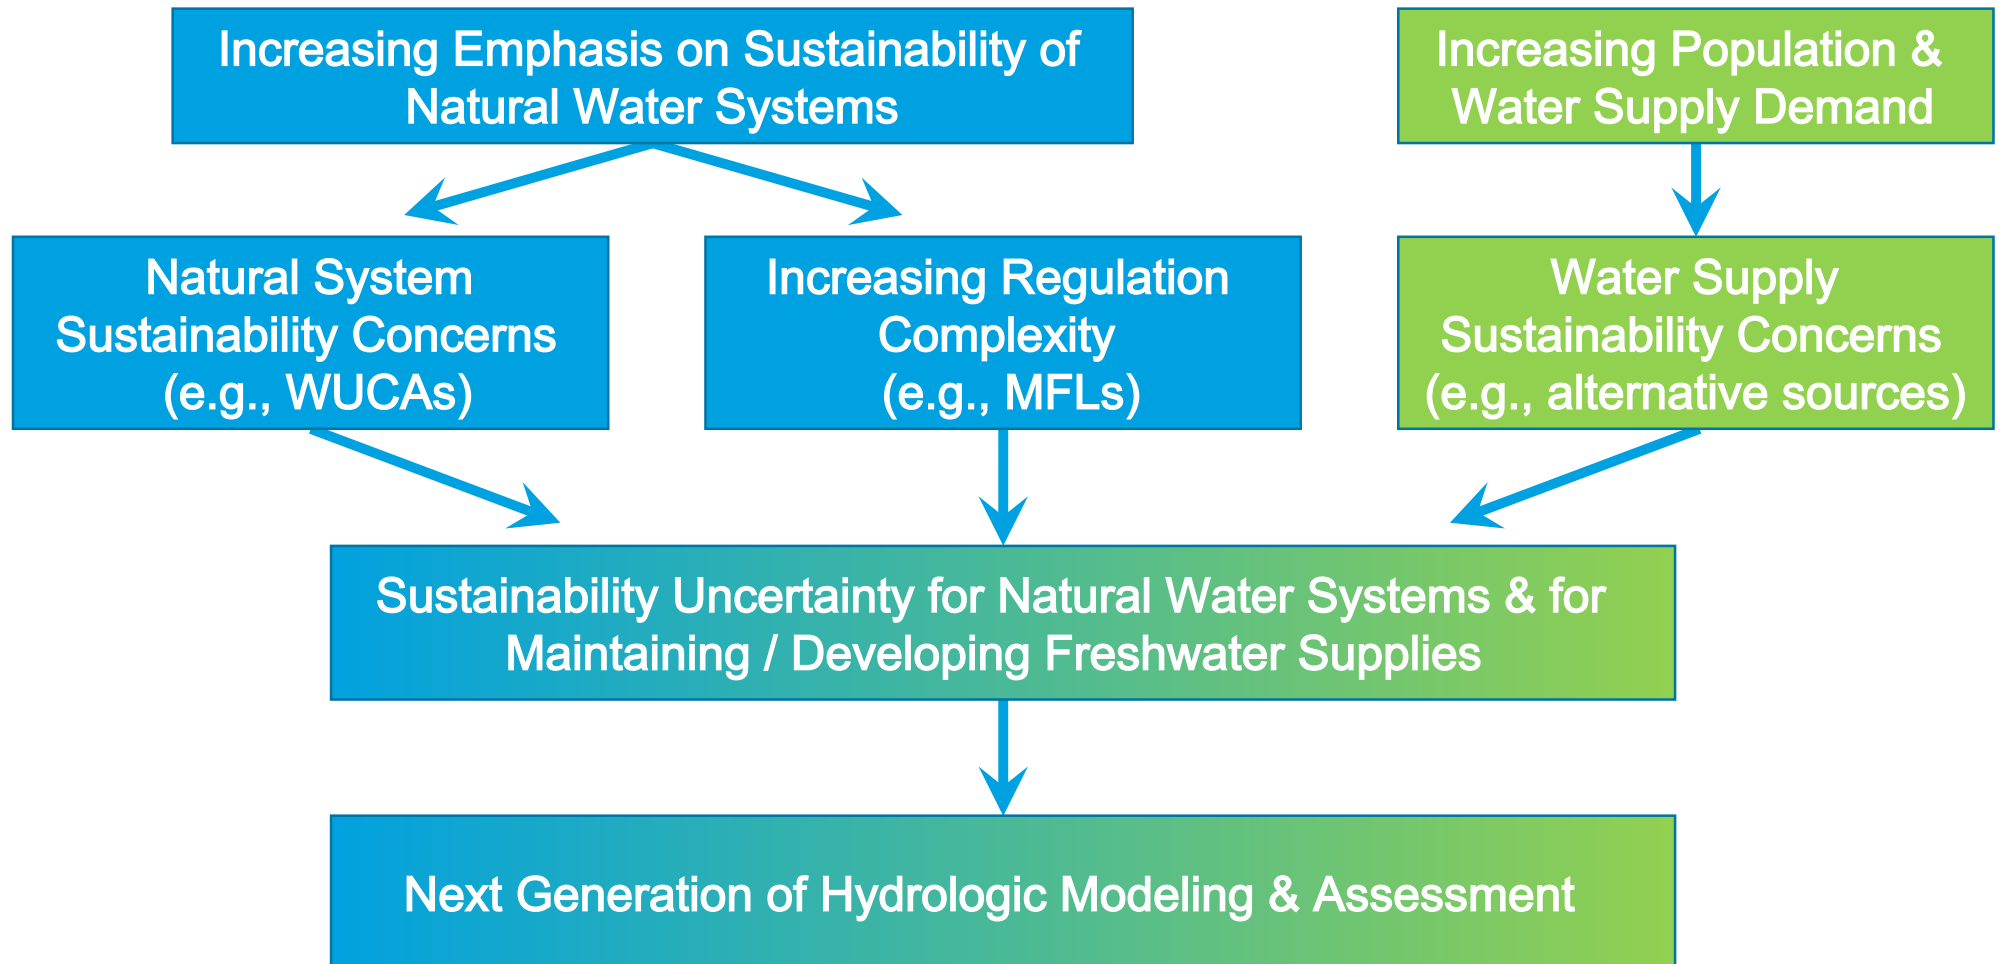 Increasing Emphasis on Sustainability of
Natural Water Systems
Increasing Population &
Water Supply Demand
Natural System
Sustainability Concerns
(e.g., WUCAs)
Increasing Regulation
Complexity
(e.g., MFLs)
Water Supply
Sustainability Concerns
(e.g., alternative sources)
Sustainability Uncertainty for Natural Water Systems & for
Maintaining / Developing Freshwater Supplies
Next Generation of Hydrologic Modeling & Assessment